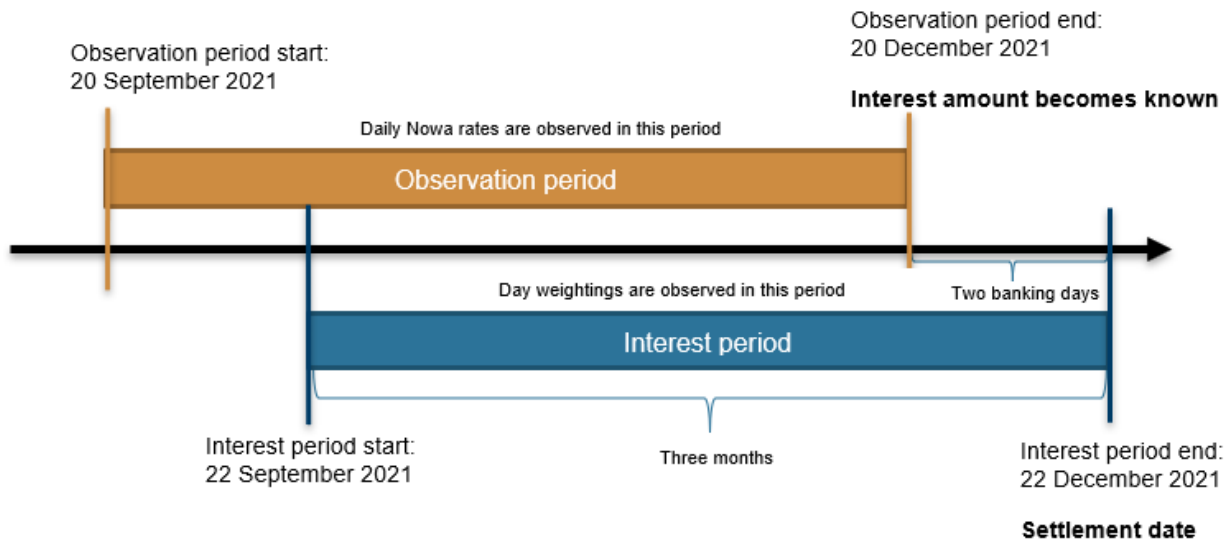 Observation period start:
20 September 2021
Observation period end:
20 December 2021
Interest amount becomes known
Daily Nowa rates are observed in this period
Observation period
Day weightings are observed in this period
Two banking days
Interest period
Interest period start:
22 September 2021
Three months
Interest period end:
22 December 2021
Settlement date